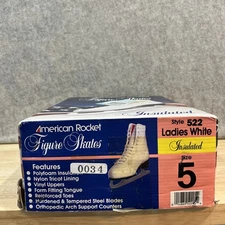 Insulated
American Rocket
Figure Skates
Features
0034
• Polyfoam Insul
• Nylon Tricot Lining
• Vinyl Uppers
• Form Fitting Tongue
• Reinforced Toes
• Hardened & Tempered Steel Blades
• Orthopedic Arch Support Counters
Style 522
Ladies White
Insulated
Size
5